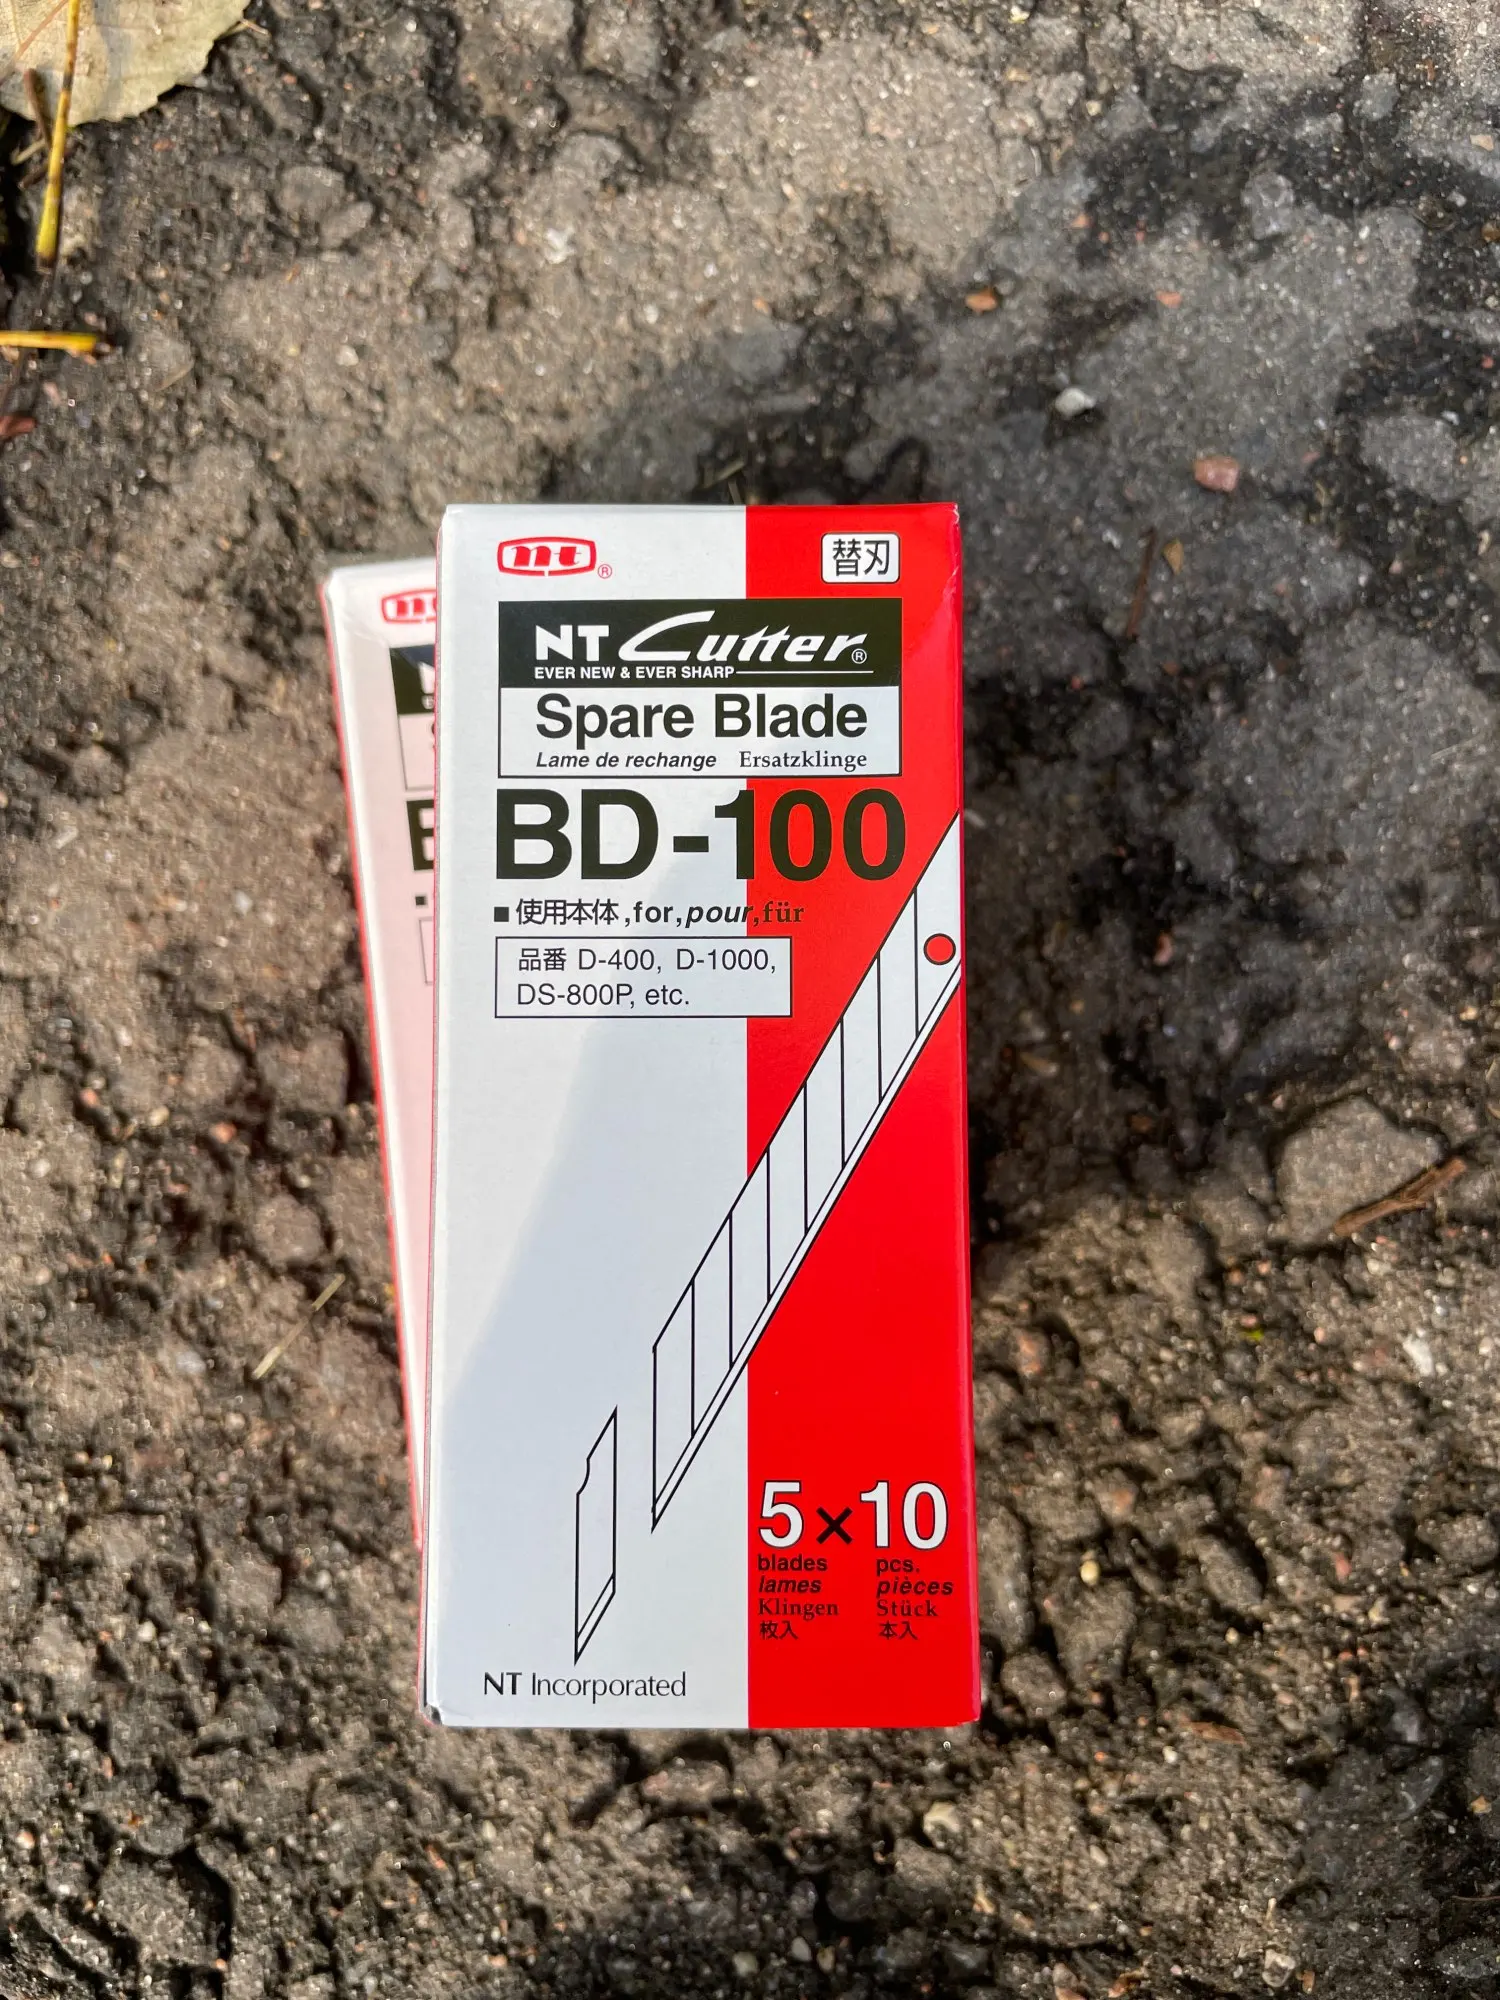 nt®
替刃
NT Cutter®
EVER NEW & EVER SHARP
Spare Blade
Lame de rechange Ersatzklinge
BD-100
■使用本体,for,pour,für
品番 D-400, D-1000,
DS-800P, etc.
5×10
blades pcs.
lames pièces
Klingen Stück
枚入 本入
NT Incorporated